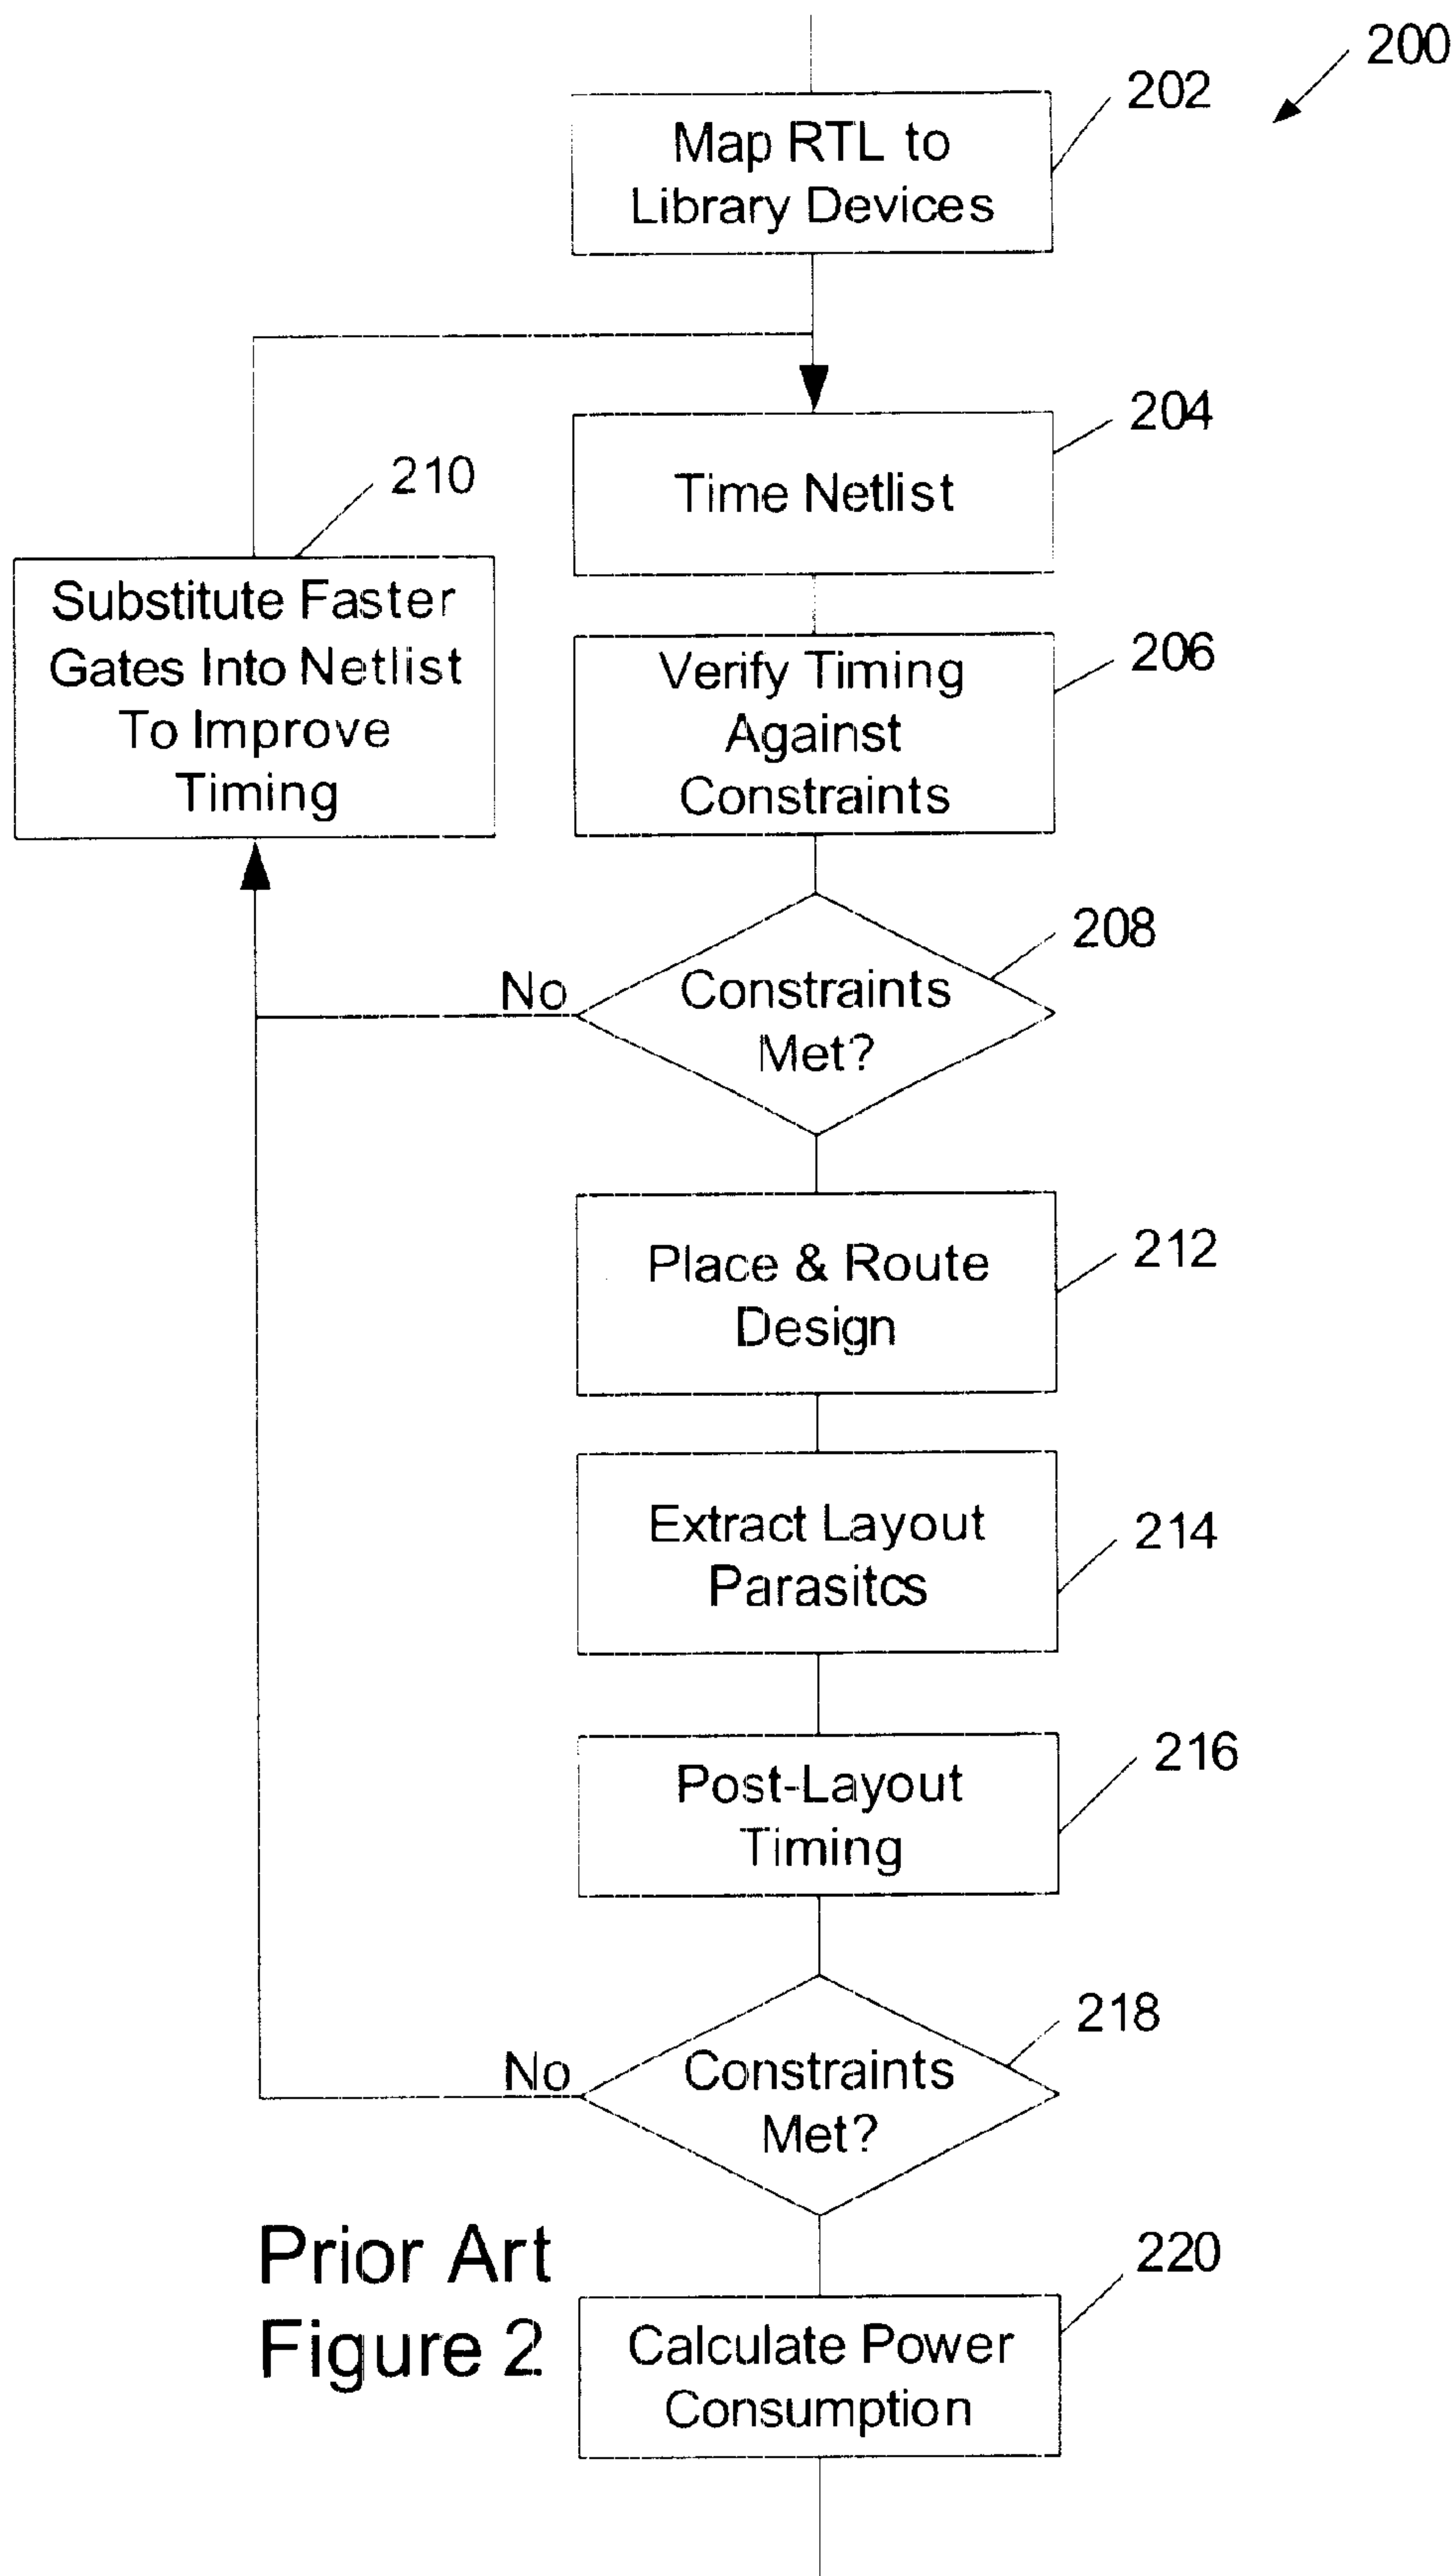 200
202
Map RTL to
Library Devices
204
Time Netlist
210
Substitute Faster
Gates Into Netlist
To Improve
Timing
206
Verify Timing
Against
Constraints
208
No
Constraints
Met?
212
Place & Route
Design
214
Extract Layout
Parasitcs
216
Post-Layout
Timing
218
No
Constraints
Met?
220
Calculate Power
Consumption
Prior Art
Figure 2